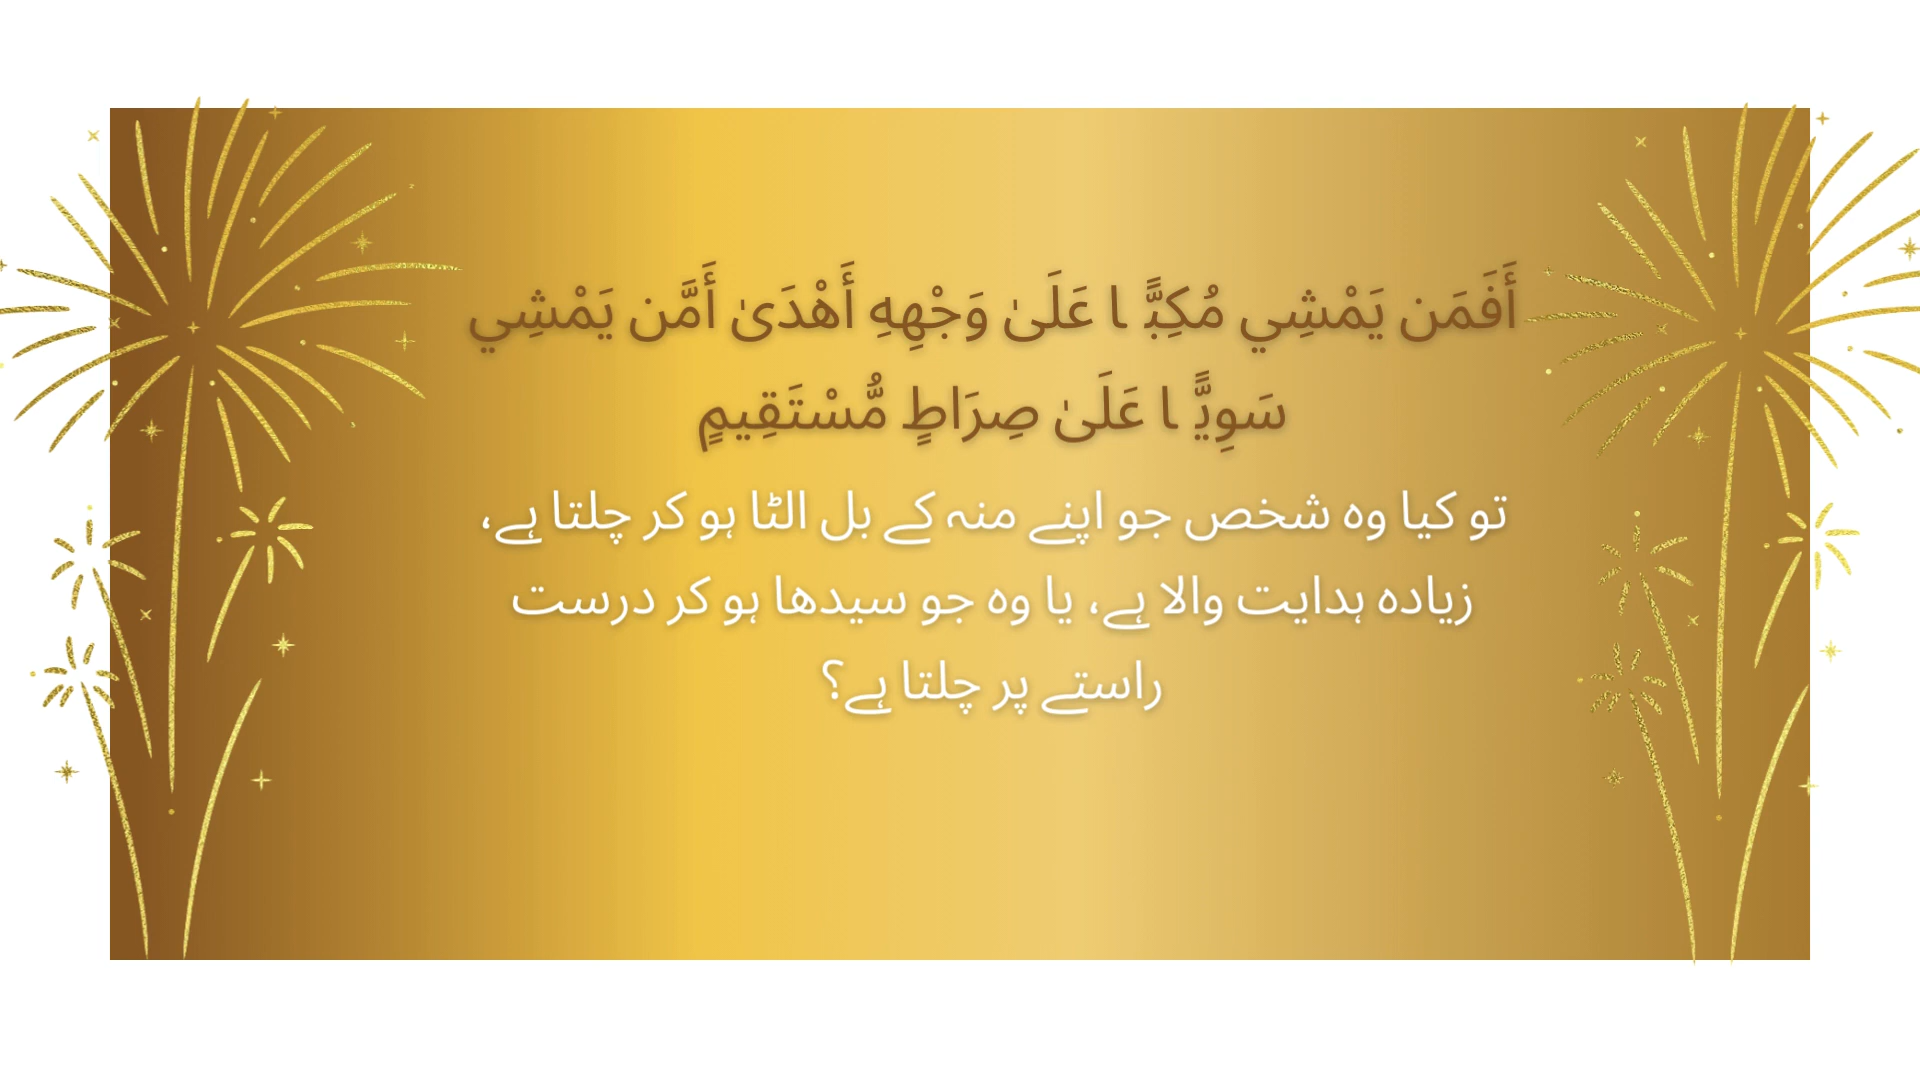 أَفَمَن يَمْشِي مُكِبًّا عَلَىٰ وَجْهِهِ أَهْدَىٰ أَمَّن يَمْشِي
سَوِيًّا عَلَىٰ صِرَاطٍ مُّسْتَقِيمٍ
تو کیا وہ شخص جو اپنے منہ کے بل الٹا ہو کر چلتا ہے،
زیادہ ہدایت والا ہے، یا وہ جو سیدھا ہو کر درست
راستے پر چلتا ہے؟